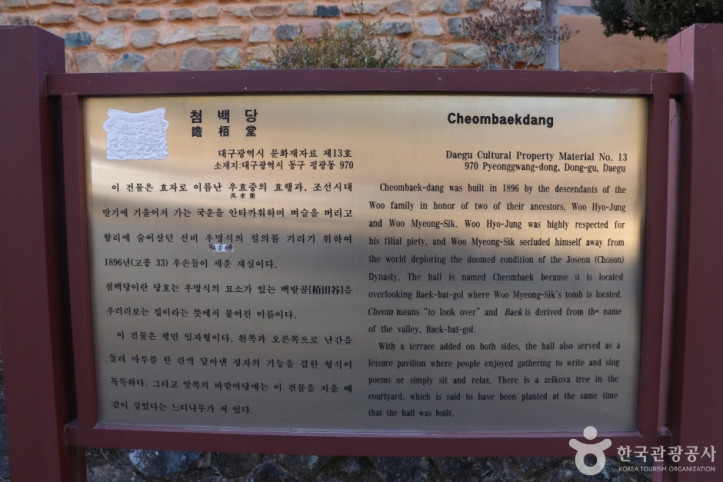 첨 백 당
瞻 栢 堂
대구광역시 문화재자료 제13호
소재지:대구광역시 동구 평광동 970
이 건물은 효자로 이름난 우효중의 효행과, 조선시대
말기에 기울어져 가는 국운을 안타까워하며 벼슬을 버리고
향리에 숨어살던 선비 우명식의 절의를 기리기 위하여
1896년(고종 33) 후손들이 세운 재실이다.
첨백당이란 당호는 우명식의 묘소가 있는 백밭골[栢田谷]을
우러러보는 집이라는 뜻에서 붙여진 이름이다.
이 건물은 평면 일자형이다. 왼쪽과 오른쪽으로 난간을
돌려 마루를 한 칸씩 달아낸 정자의 기능을 겸한 형식이
독특하다. 그리고 앞쪽의 바깥마당에는 이 건물을 지을 때
같이 심었다는 느티나무가 서 있다.
Cheombaekdang
Daegu Cultural Property Material No. 13
970 Pyeonggwang-dong, Dong-gu, Daegu
Cheombaek-dang was built in 1896 by the descendants of the
Woo family in honor of two of their ancestors, Woo Hyo-Jung
and Woo Myeong-Sik. Woo Hyo-Jung was highly respected for
his filial piety, and Woo Myeong-Sik secluded himself away from
the world deploring the doomed condition of the Joseon (Choson)
Dynasty. The hall is named Cheomback because it is located
overlooking Baek-bat-gol where Woo Myeong-Sik's tomb is located.
Cheom means "to look over" and Baek is derived from the name
of the valley, Baek-bat-gol.
With a terrace added on both sides, the hall also served as a
leisure pavilion where people enjoyed gathering to write and sing
poems or simply sit and relax. There is a zelkova tree in the
courtyard, which is said to have been planted at the same time
that the hall was built.
한국관광공사
KOREA TOURISM ORGANIZATION